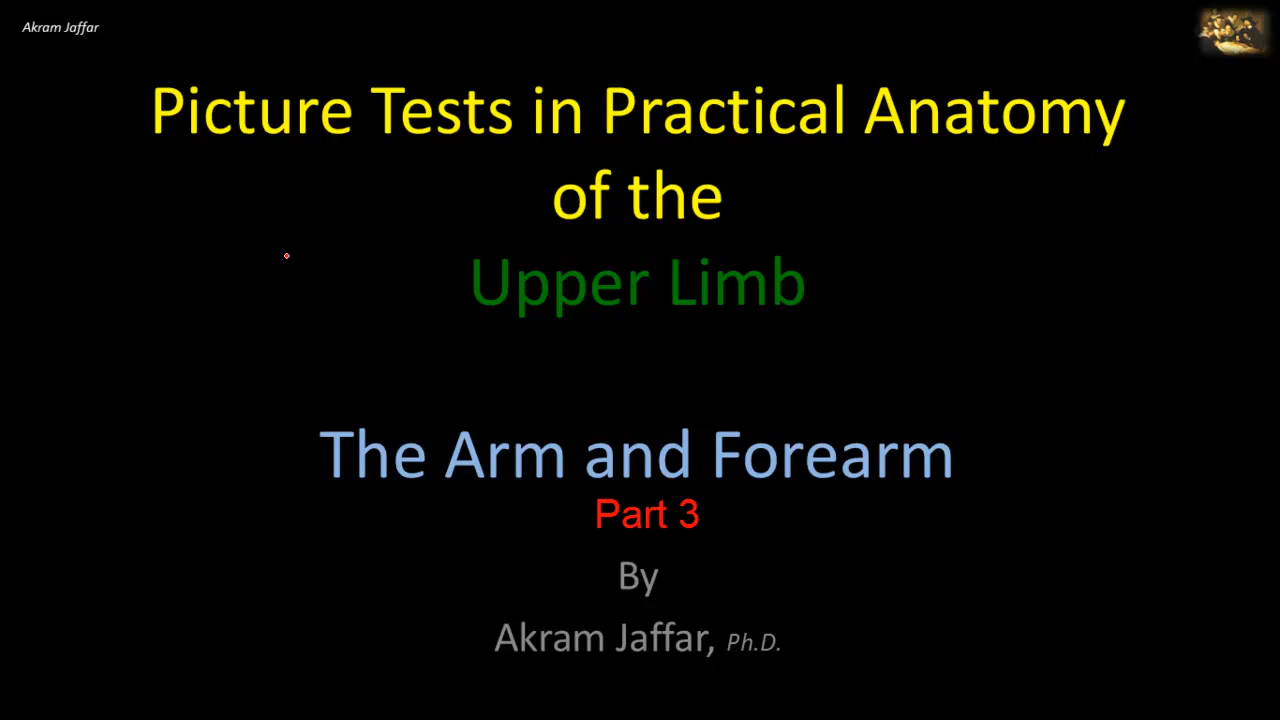 Akram Jaffar
Picture Tests in Practical Anatomy
of the
Upper Limb
The Arm and Forearm
Part 3
By
Akram Jaffar, Ph.D.